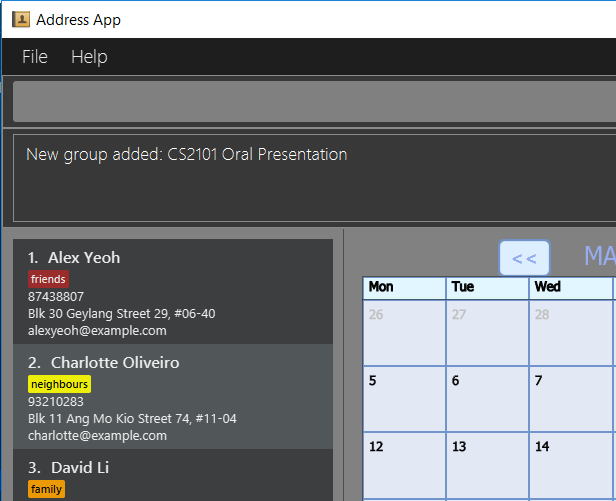 Address App
File Help
New group added: CS2101 Oral Presentation
1. Alex Yeoh
friends
87438807
Blk 30 Geylang Street 29, #06-40
alexyeoh@example.com
2. Charlotte Oliveiro
neighbours
93210283
Blk 11 Ang Mo Kio Street 74, #11-04
charlotte@example.com
3. David Li
family
<< MA
Mon Tue Wed
26 27 28
5 6 7
12 13 14